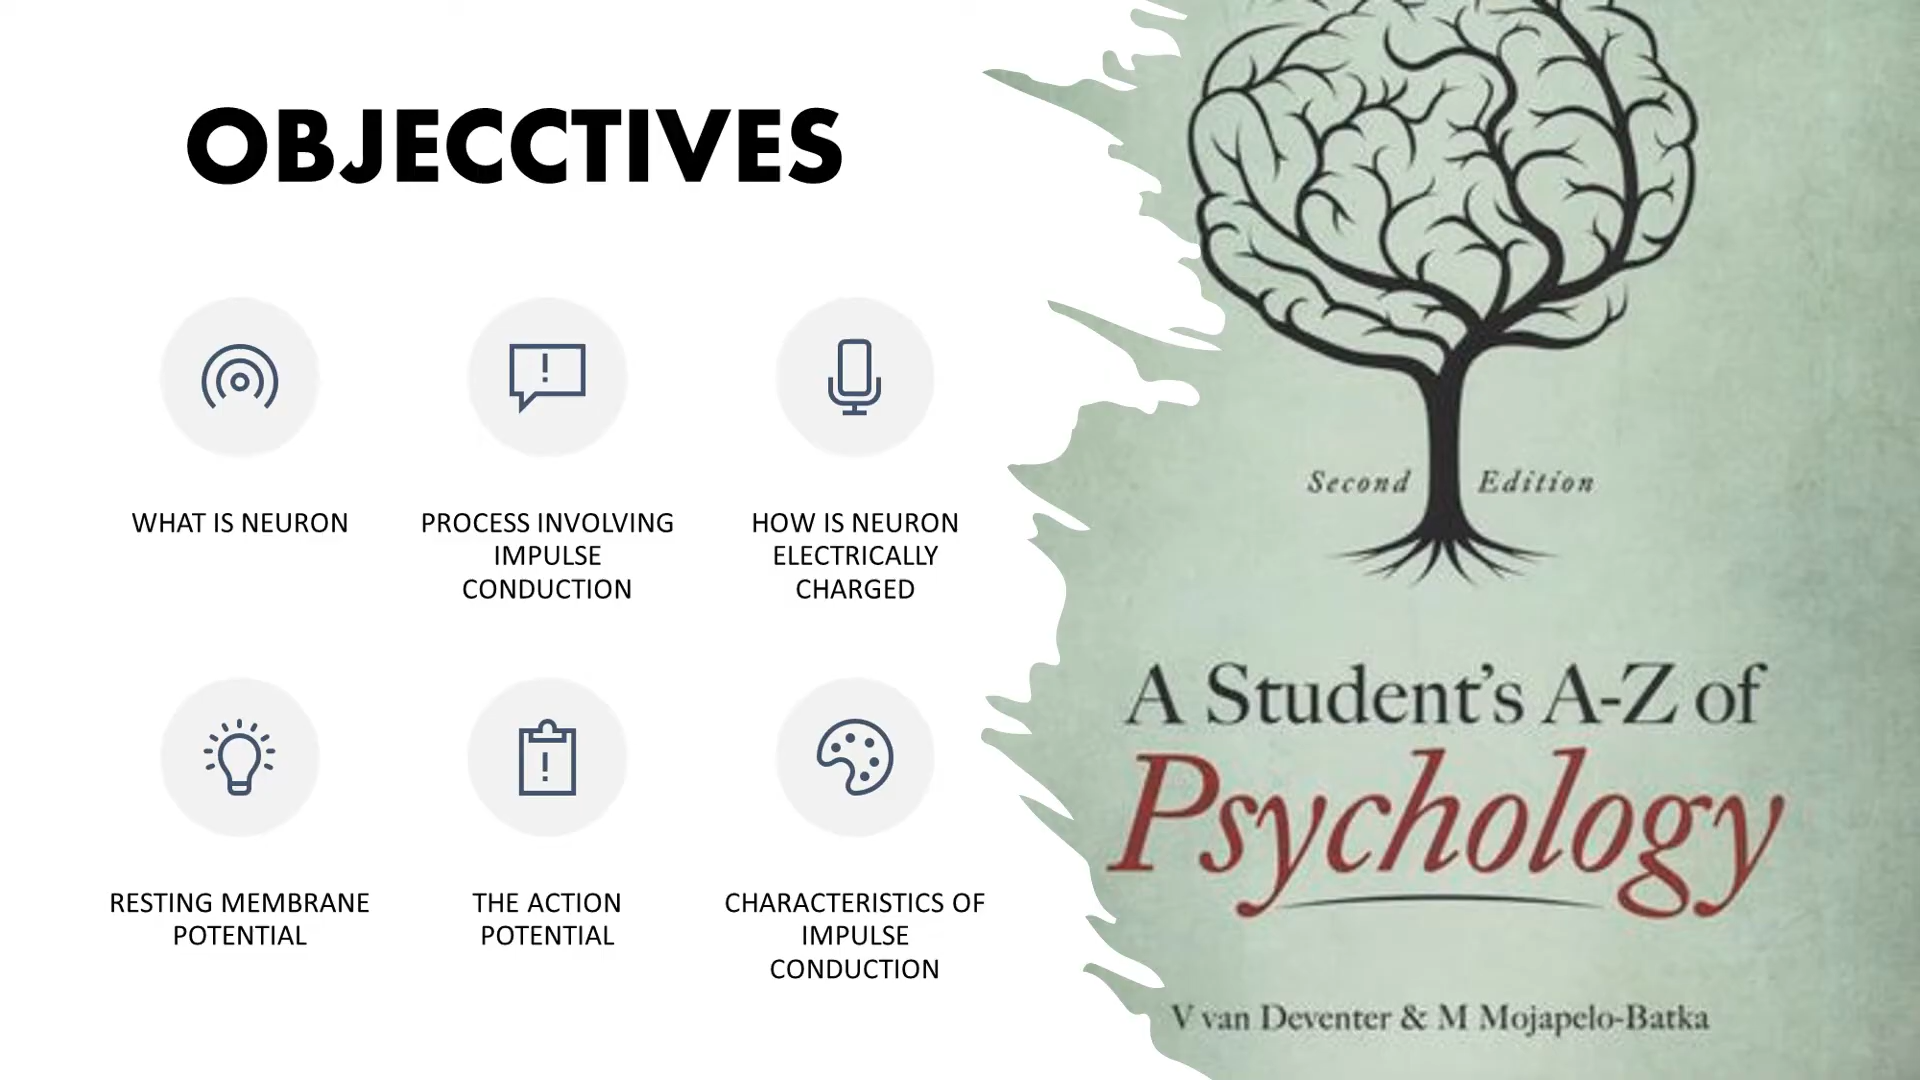 OBJECCTIVES
WHAT IS NEURON
PROCESS INVOLVING
IMPULSE
CONDUCTION
HOW IS NEURON
ELECTRICALLY
CHARGED
RESTING MEMBRANE
POTENTIAL
THE ACTION
POTENTIAL
CHARACTERISTICS OF
IMPULSE
CONDUCTION
Second Edition
A Student's A-Z of
Psychology
V van Deventer & M Mojapelo-Batka